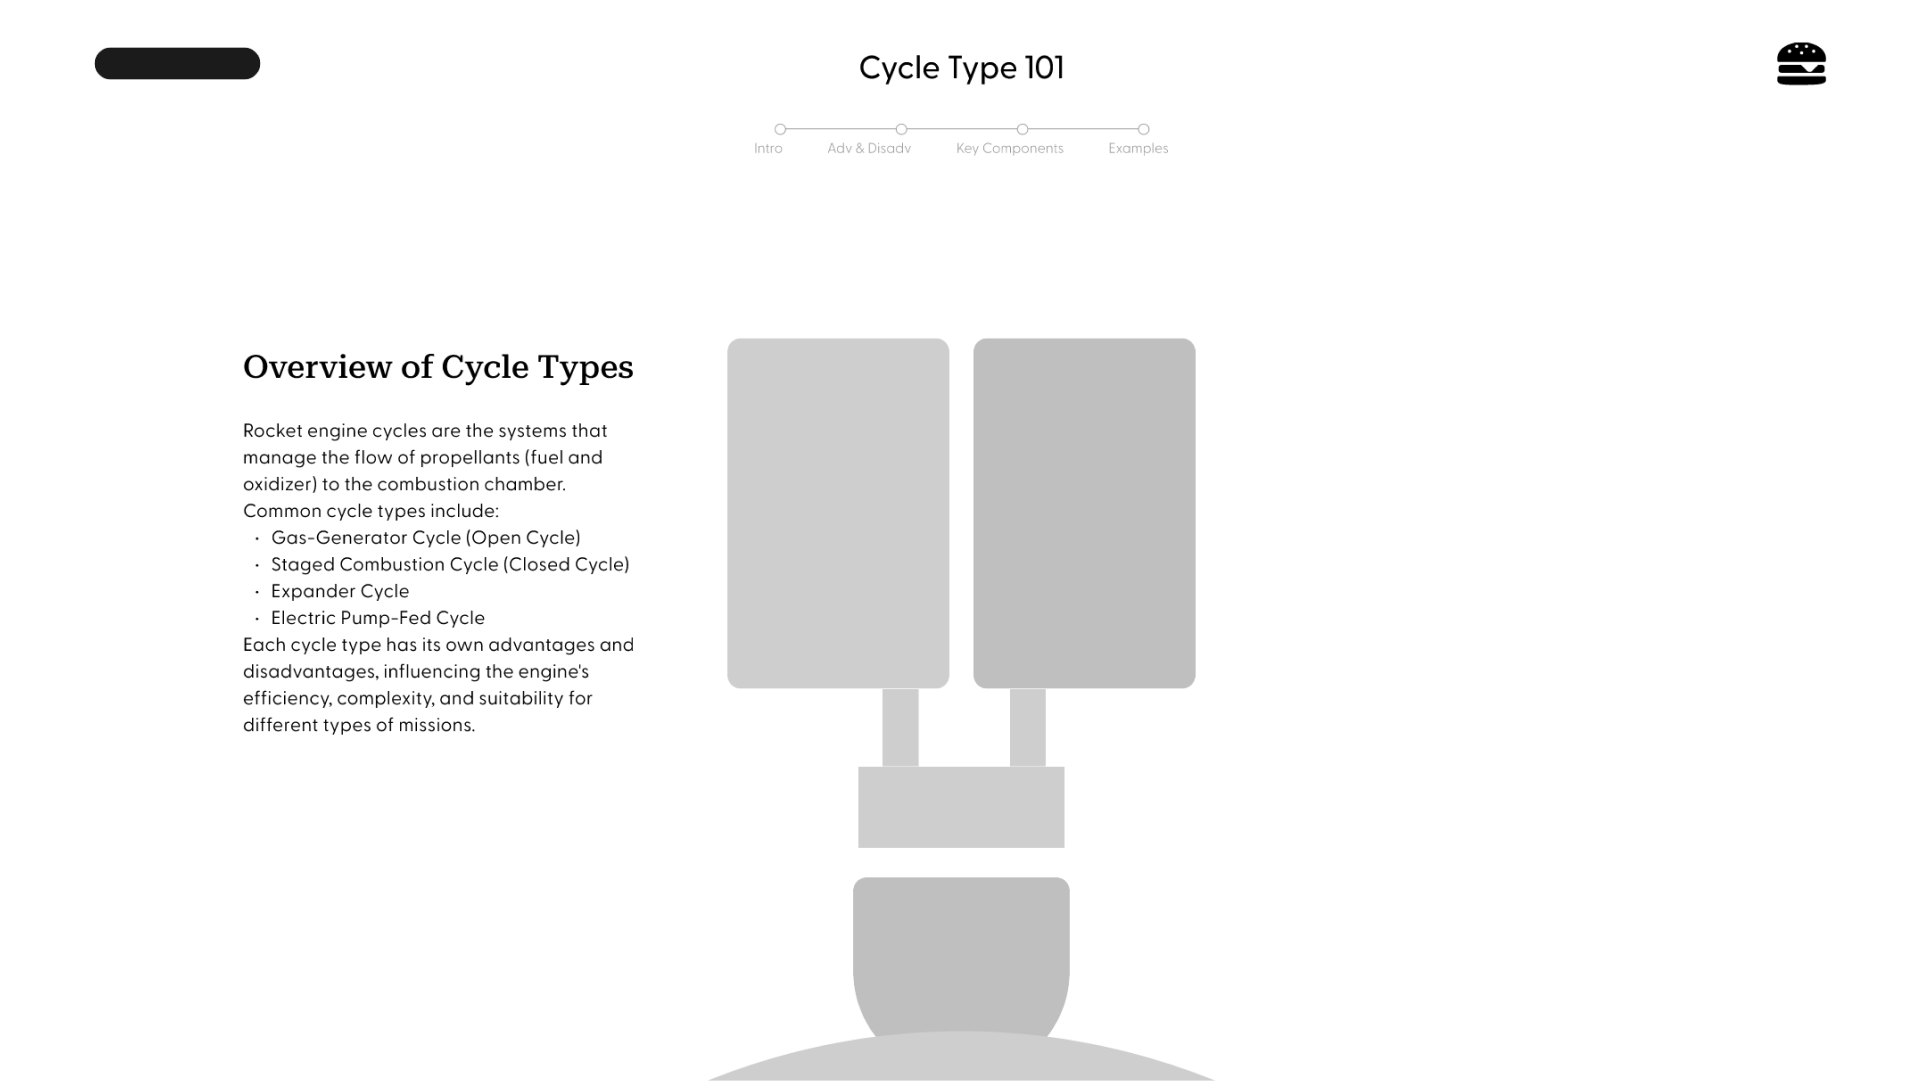 Cycle Type 101
Intro
Adv & Disadv
Key Components
Examples
Overview of Cycle Types
Rocket engine cycles are the systems that
manage the flow of propellants (fuel and
oxidizer) to the combustion chamber.
Common cycle types include:
· Gas-Generator Cycle (Open Cycle)
· Staged Combustion Cycle (Closed Cycle)
· Expander Cycle
· Electric Pump-Fed Cycle
Each cycle type has its own advantages and
disadvantages, influencing the engine's
efficiency, complexity, and suitability for
different types of missions.